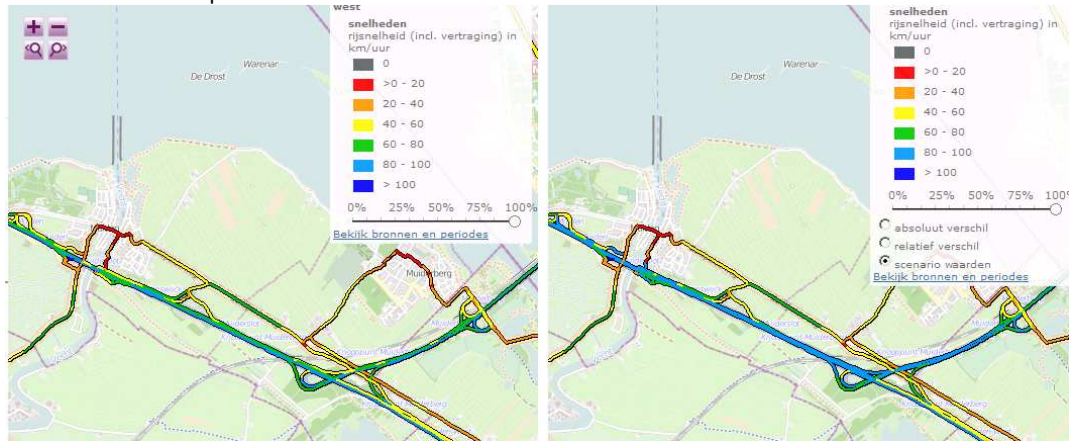 west
snelheden
rijsnelheid (incl. vertraging) in
km/uur
0
>0 - 20
20 - 40
40 - 60
60 - 80
80 - 100
> 100
0% 25% 50% 75% 100%
Bekijk bronnen en periodes
De Drost
Warenar
Muiderberg
snelheden
rijsnelheid (incl. vertraging) in
km/uur
0
>0 - 20
20 - 40
40 - 60
60 - 80
80 - 100
> 100
0% 25% 50% 75% 100%
absoluut verschil
relatief verschil
scenario waarden
Bekijk bronnen en periodes
De Drost
Warenar